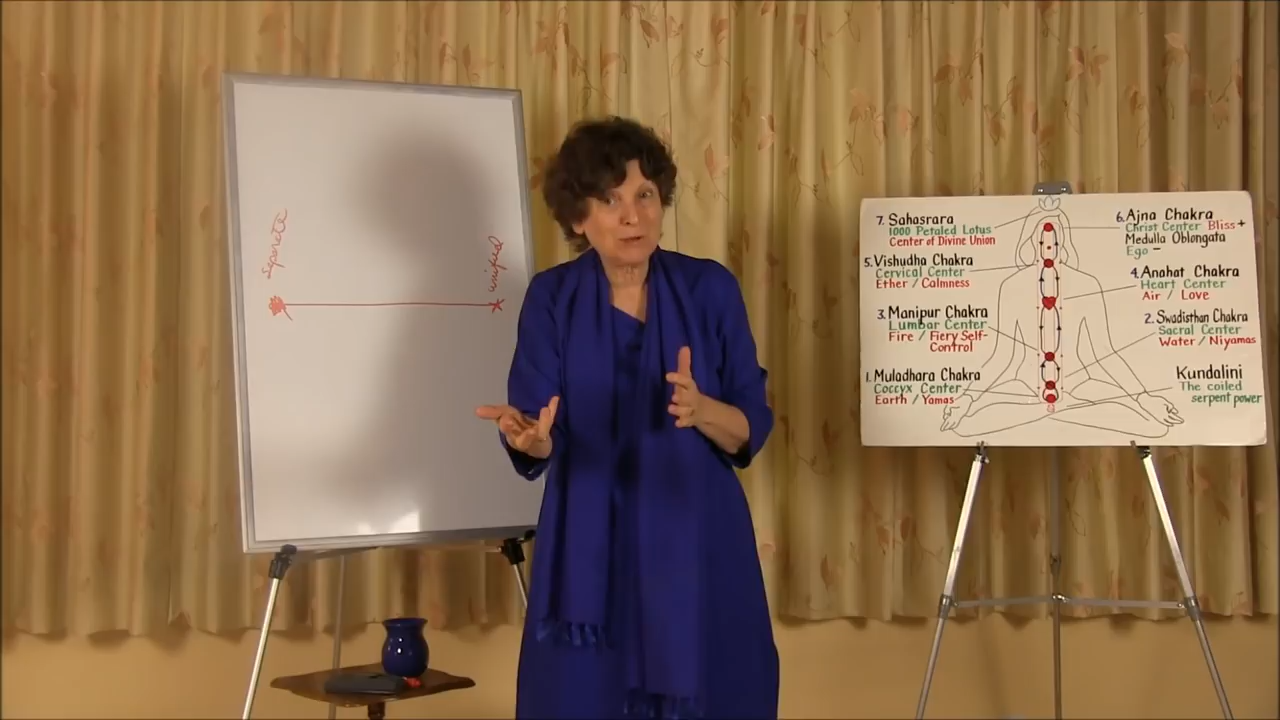 separate
unified
7. Sahasrara
1000 Petaled Lotus
Center of Divine Union
5. Vishudha Chakra
Cervical Center
Ether / Calmness
3. Manipur Chakra
Lumbar Center
Fire / Fiery Self-
Control
1. Muladhara Chakra
Coccyx Center
Earth / Yamas
6. Ajna Chakra
Christ Center Bliss +
Medulla Oblongata
Ego -
4. Anahat Chakra
Heart Center
Air / Love
2. Swadisthan Chakra
Sacral Center
Water / Niyamas
Kundalini
The coiled
serpent power